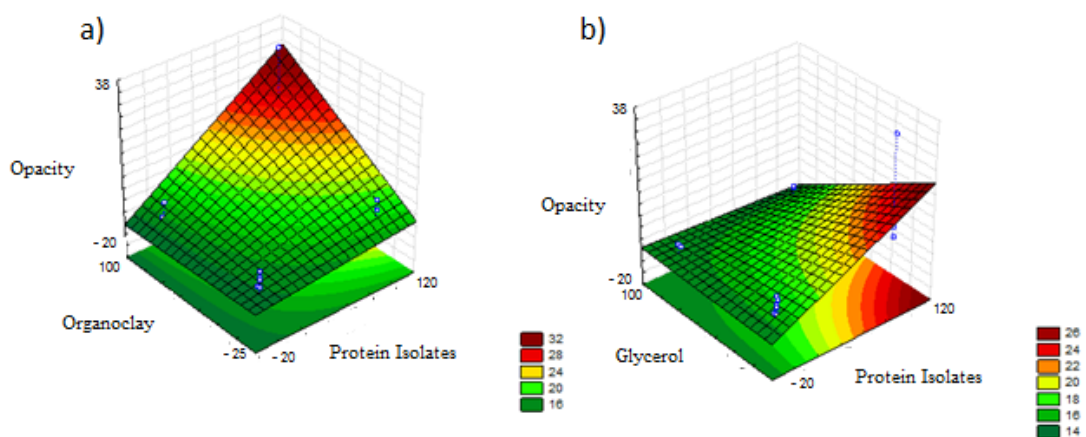 a)
38
Opacity
- 20
100
Organoclay
- 25
- 20
Protein Isolates
120
32
28
24
20
16
b)
38
Opacity
- 20
100
Glycerol
- 20
Protein Isolates
120
26
24
22
20
18
16
14